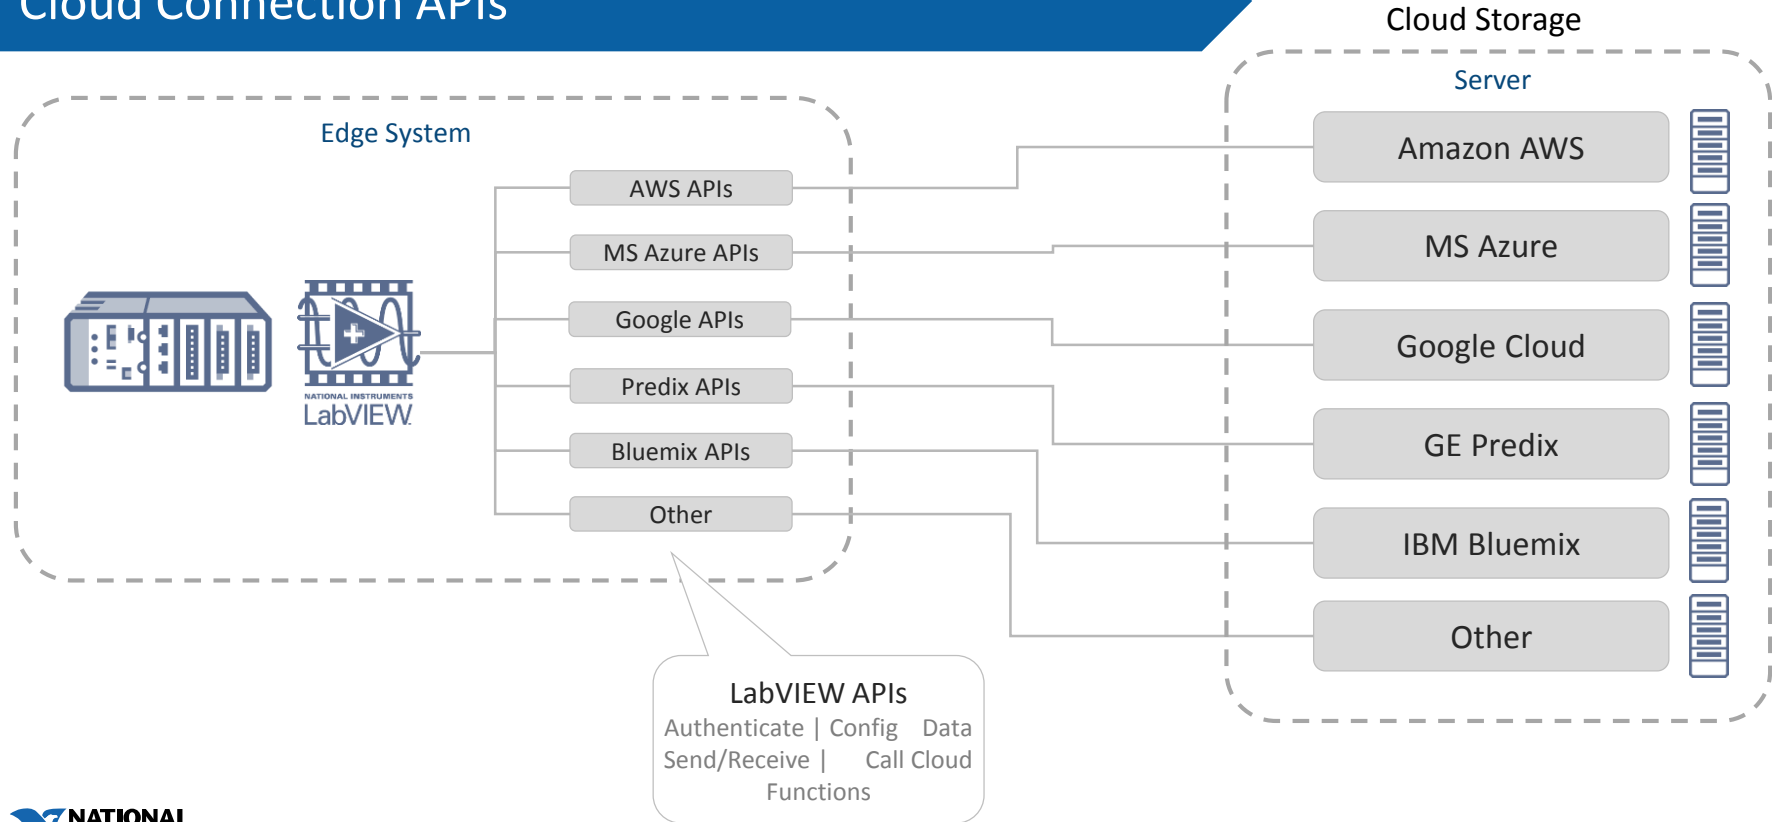 Cloud Connection APIs
Cloud Storage
Server
Edge System
AWS APIs
MS Azure APIs
Google APIs
Predix APIs
Bluemix APIs
Other
NATIONAL INSTRUMENTS
LabVIEW™
Amazon AWS
MS Azure
Google Cloud
GE Predix
IBM Bluemix
Other
LabVIEW APIs
Authenticate | Config Data
Send/Receive | Call Cloud
Functions
NATIONAL